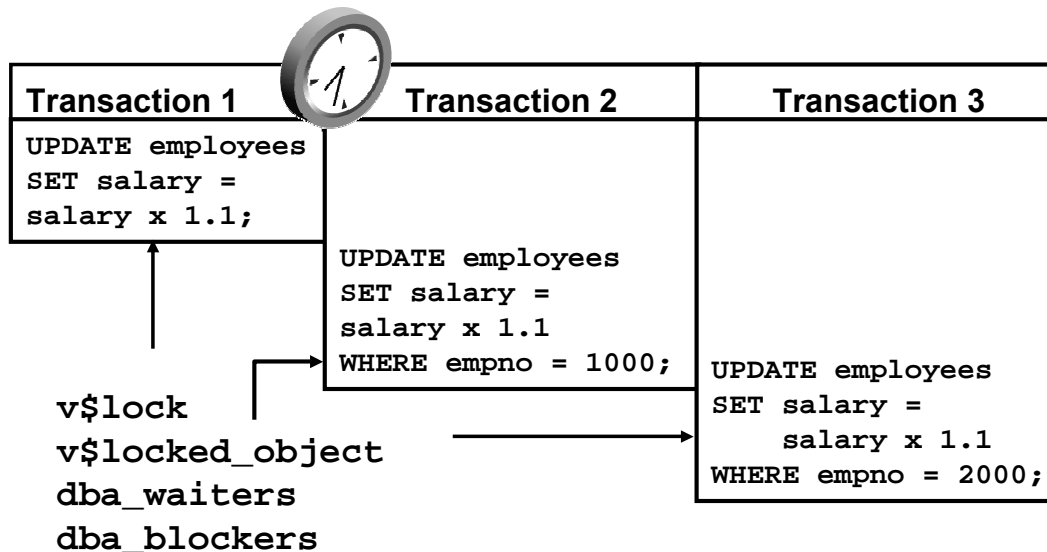 Transaction 1
Transaction 2
Transaction 3
UPDATE employees
SET salary =
salary x 1.1;
UPDATE employees
SET salary =
salary x 1.1
WHERE empno = 1000;
UPDATE employees
SET salary =
salary x 1.1
WHERE empno = 2000;
v$lock
v$locked_object
dba_waiters
dba_blockers